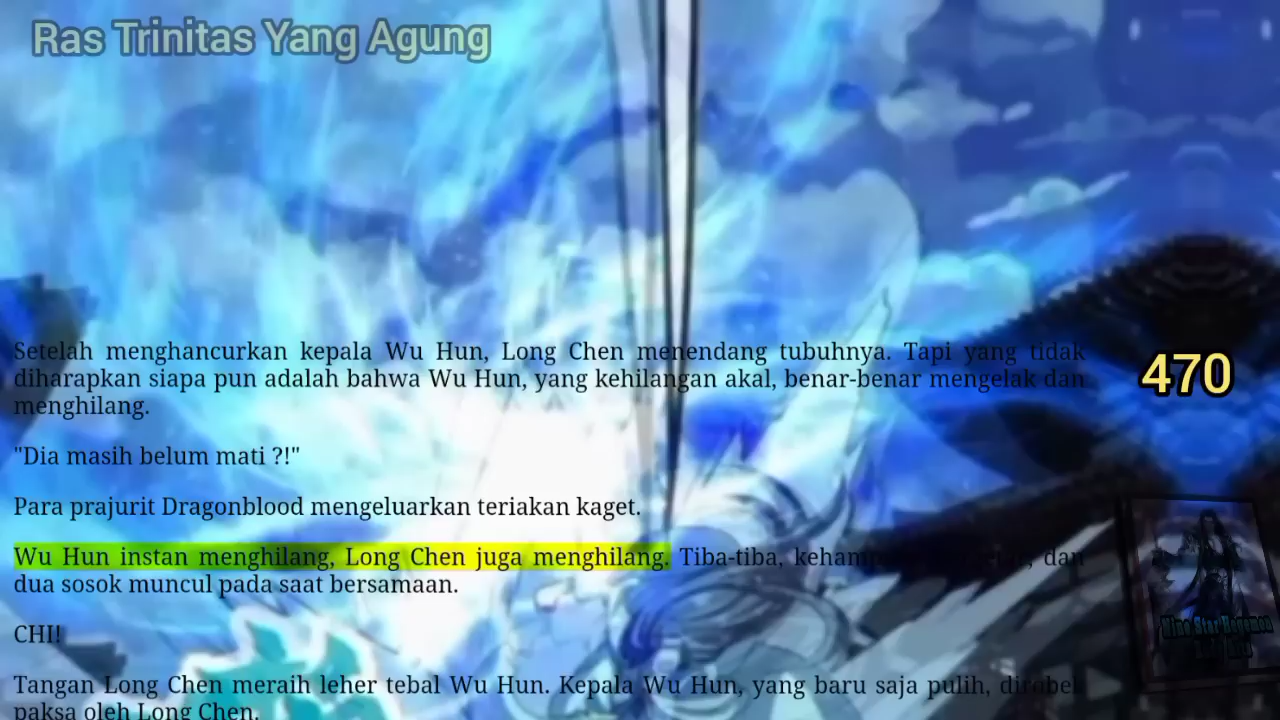 Ras Trinitas Yang Agung
Setelah menghancurkan kepala Wu Hun, Long Chen menendang tubuhnya. Tapi yang tidak
diharapkan siapa pun adalah bahwa Wu Hun, yang kehilangan akal, benar-benar mengelak dan
menghilang.
470
"Dia masih belum mati ?!"
Para prajurit Dragonblood mengeluarkan teriakan kaget.
Wu Hun instan menghilang, Long Chen juga menghilang. Tiba-tiba, dan
dua sosok muncul pada saat bersamaan.
CHI!
Nine Star Hegemon
Tangan Long Chen meraih leher tebal Wu Hun. Kepala Wu Hun, yang baru saja pulih, dirobek
paksa oleh Long Chen.